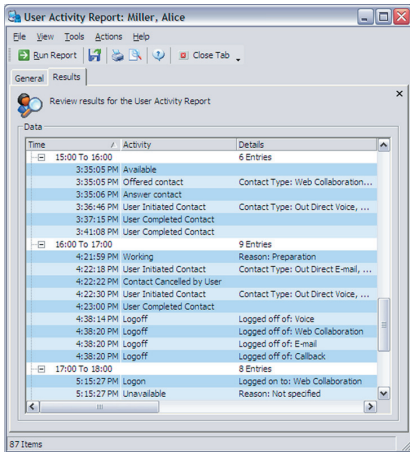 User Activity Report: Miller, Alice
File View Tools Actions Help
Run Report Close Tab
General Results
Review results for the User Activity Report
Data
Time / Activity Details
15:00 To 16:00 6 Entries
3:35:05 PM Available
3:35:05 PM Offered contact Contact Type: Web Collaboration...
3:35:06 PM Answer contact
3:36:46 PM User Initiated Contact Contact Type: Out Direct Voice, ...
3:37:15 PM User Completed Contact
3:41:08 PM User Completed Contact
16:00 To 17:00 9 Entries
4:21:59 PM Working Reason: Preparation
4:22:18 PM User Initiated Contact Contact Type: Out Direct E-mail, ...
4:22:22 PM Contact Cancelled by User
4:22:30 PM User Initiated Contact Contact Type: Out Direct Voice, ...
4:23:00 PM User Completed Contact
4:38:14 PM Logoff Logged off of: Voice
4:38:20 PM Logoff Logged off of: Web Collaboration
4:38:20 PM Logoff Logged off of: E-mail
4:38:20 PM Logoff Logged off of: Callback
17:00 To 18:00 8 Entries
5:15:27 PM Logon Logged on to: Web Collaboration
5:15:27 PM Unavailable Reason: Not specified
87 Items